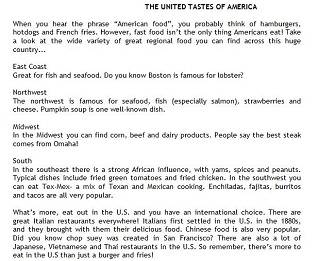 THE UNITED TASTES OF AMERICA
When you hear the phrase "American food", you probably think of hamburgers,
hotdogs and French fries. However, fast food isn't the only thing Americans eat! Take
a look at the wide variety of great regional food you can find across this huge
country...
East Coast
Great for fish and seafood. Do you know Boston is famous for lobster?
Northwest
The northwest is famous for seafood, fish (especially salmon), strawberries and
cheese. Pumpkin soup is one well-known dish.
Midwest
In the Midwest you can find corn, beef and dairy products. People say the best steak
comes from Omaha!
South
In the southeast there is a strong African influence, with yams, spices and peanuts.
Typical dishes include fried green tomatoes and fried chicken. In the southwest you
can eat Tex-Mex- a mix of Texan and Mexican cooking. Enchiladas, fajitas, burritos
and tacos are all very popular.
What's more, eat out in the U.S. and you have an international choice. There are
great Italian restaurants everywhere! Italians first settled in the U.S. in the 1880s,
and they brought with them their delicious food. Chinese food is also very popular.
Did you know chop suey was created in San Francisco? There are also a lot of
Japanese, Vietnamese and Thai restaurants in the U.S. So remember, there's more to
eat in the U.S than just a burger and fries!